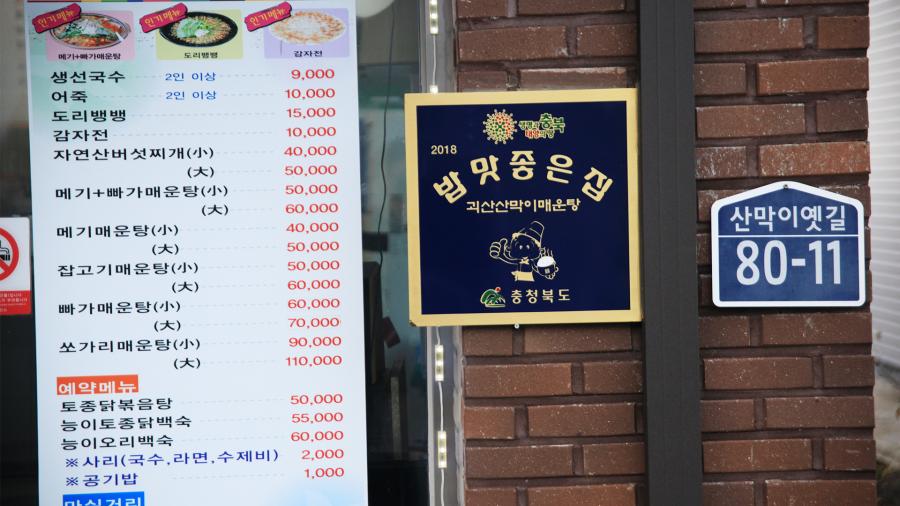 인기메뉴
인기메뉴
인기메뉴
메기+빠가매운탕
도리뱅뱅
감자전
생선국수 2인 이상 9,000
어죽 2인 이상 10,000
도리뱅뱅 15,000
감자전 10,000
자연산버섯찌개(小) 40,000
(大) 50,000
메기+빠가매운탕(小) 50,000
(大) 60,000
메기매운탕(小) 40,000
(大) 50,000
잡고기매운탕(小) 50,000
(大) 60,000
빠가매운탕(小) 60,000
(大) 70,000
쏘가리매운탕(小) 90,000
(大) 110,000
예약메뉴
토종닭볶음탕 50,000
능이토종닭백숙 55,000
능이오리백숙 60,000
※사리(국수,라면,수제비) 2,000
※공기밥 1,000
생명과 태양의땅 충북
2018
밥맛좋은집
괴산산막이매운탕
충청북도
산막이옛길
80-11